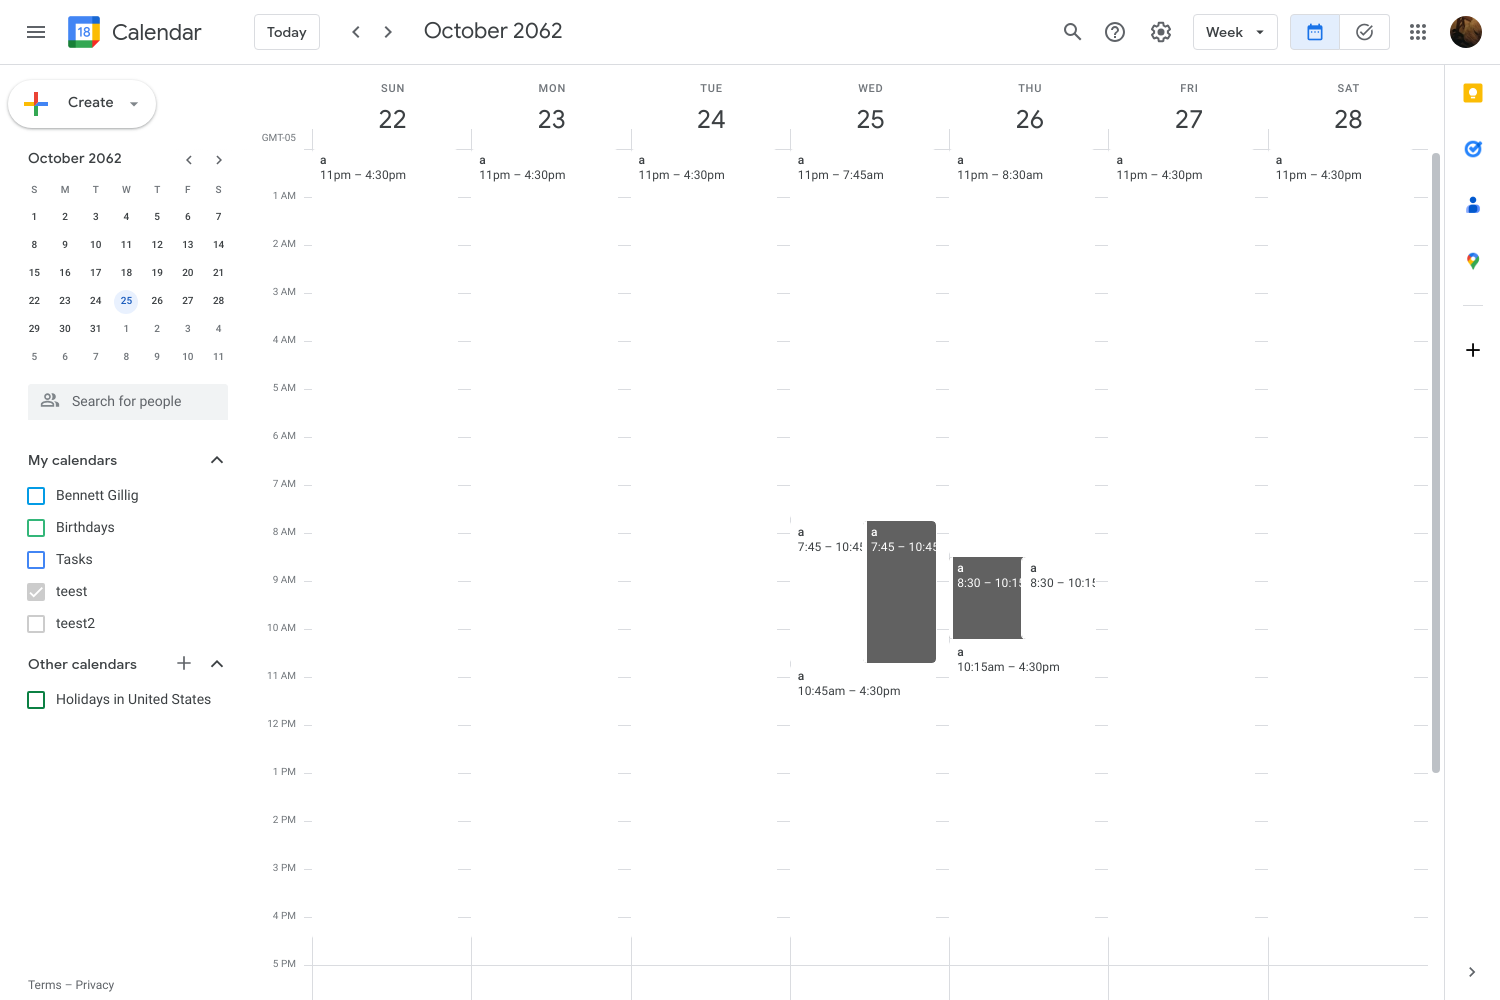 18 Calendar Today October 2062 Week
Create
October 2062
S M T W T F S
1 2 3 4 5 6 7
8 9 10 11 12 13 14
15 16 17 18 19 20 21
22 23 24 25 26 27 28
29 30 31 1 2 3 4
5 6 7 8 9 10 11
Search for people
My calendars
Bennett Gillig
Birthdays
Tasks
teest
teest2
Other calendars
Holidays in United States
Terms – Privacy
SUN MON TUE WED THU FRI SAT
22 23 24 25 26 27 28
GMT-05
a a a a a a a
11pm – 4:30pm 11pm – 4:30pm 11pm – 4:30pm 11pm – 7:45am 11pm – 8:30am 11pm – 4:30pm 11pm – 4:30pm
1 AM
2 AM
3 AM
4 AM
5 AM
6 AM
7 AM
8 AM a a
7:45 – 10:45 7:45 – 10:45
a a
9 AM 8:30 – 10:15 8:30 – 10:15
10 AM
a
10:15am – 4:30pm
11 AM a
10:45am – 4:30pm
12 PM
1 PM
2 PM
3 PM
4 PM
5 PM